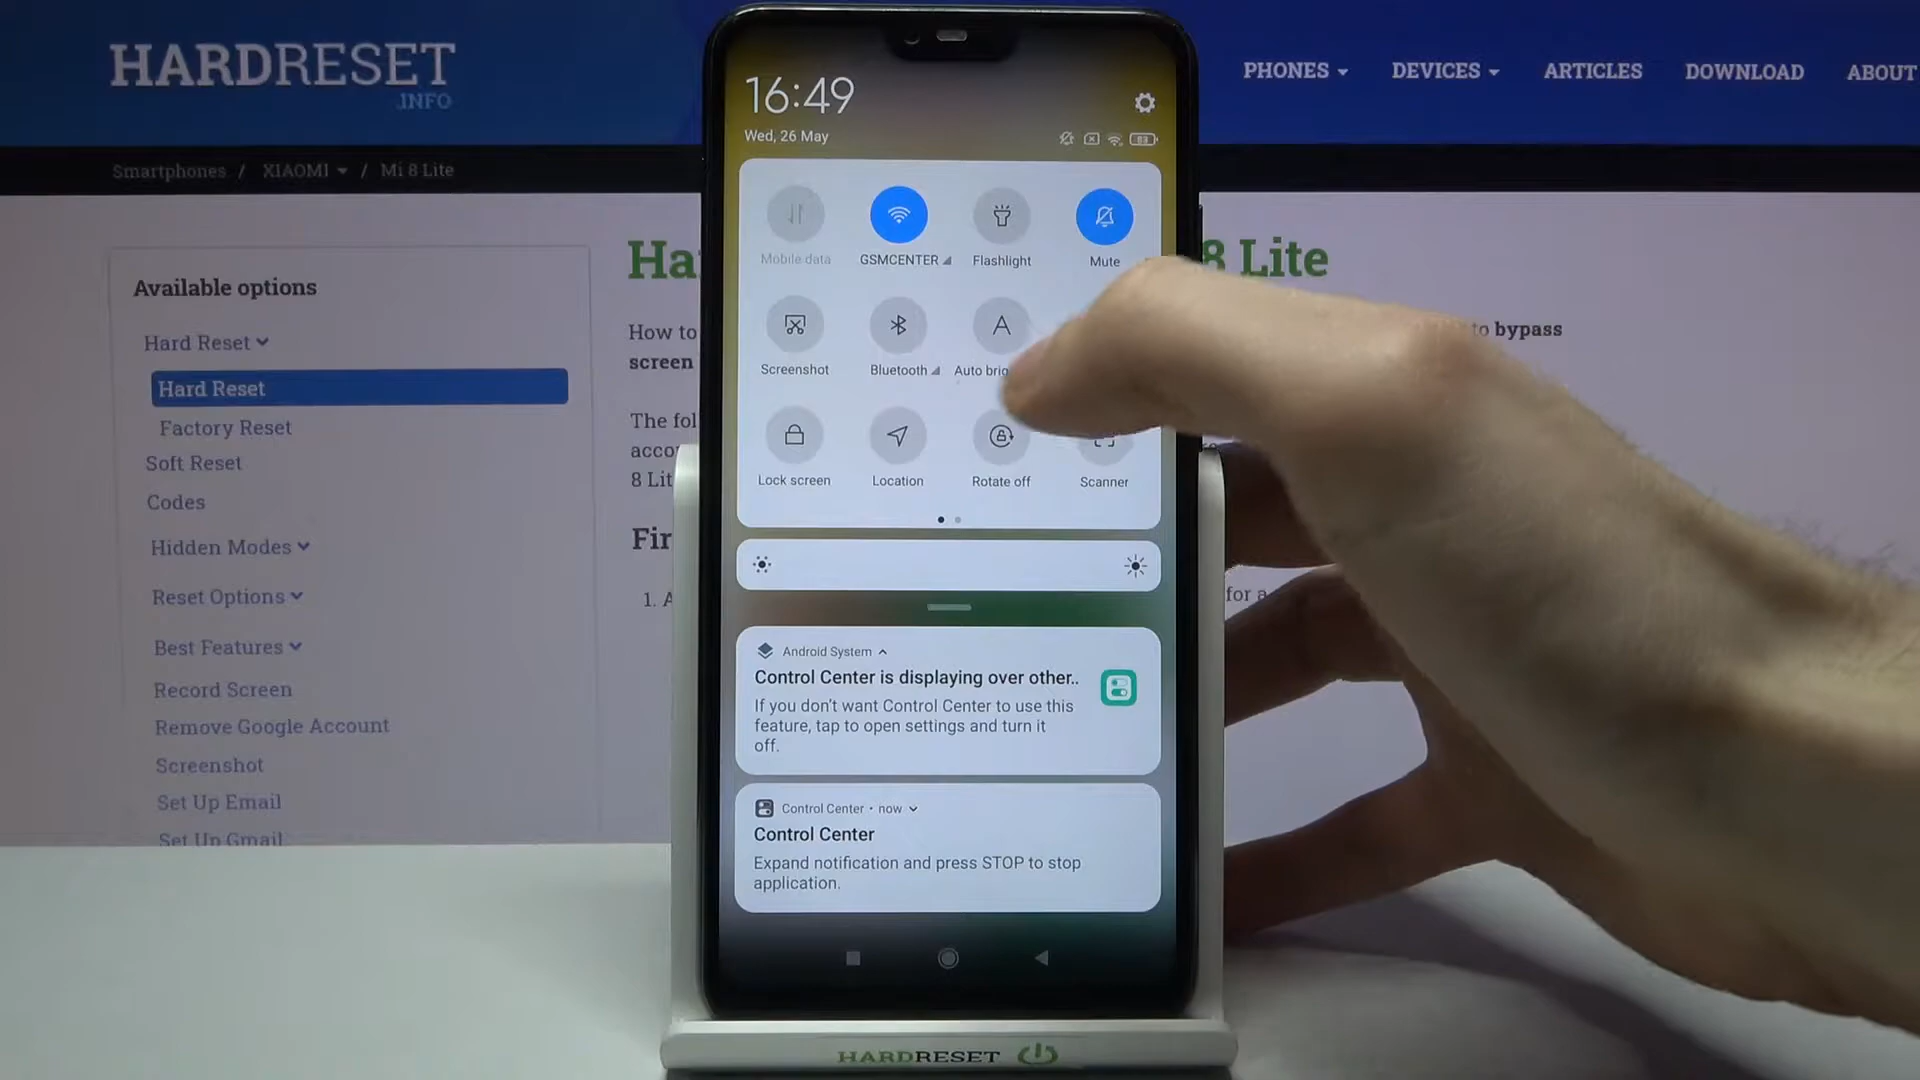 HARDRESET
.INFO
PHONES
DEVICES
ARTICLES
DOWNLOAD
ABOUT
Smartphones / XIAOMI / Mi 8 Lite
Available options
Hard Reset
Hard Reset
Factory Reset
Soft Reset
Codes
Hidden Modes
Reset Options
Best Features
Record Screen
Remove Google Account
Screenshot
Set Up Email
Set Up Gmail
Ha
8 Lite
How to
to bypass
screen
The fol
acco
8 Lit
Fir
1. A
for a
16:49
Wed, 26 May
83
Mobile data
GSMCENTER
Flashlight
Mute
Screenshot
Bluetooth
A
Auto brig
Lock screen
Location
Rotate off
Scanner
Android System
Control Center is displaying over other..
If you don't want Control Center to use this
feature, tap to open settings and turn it
off.
Control Center • now
Control Center
Expand notification and press STOP to stop
application.
HARDRESET